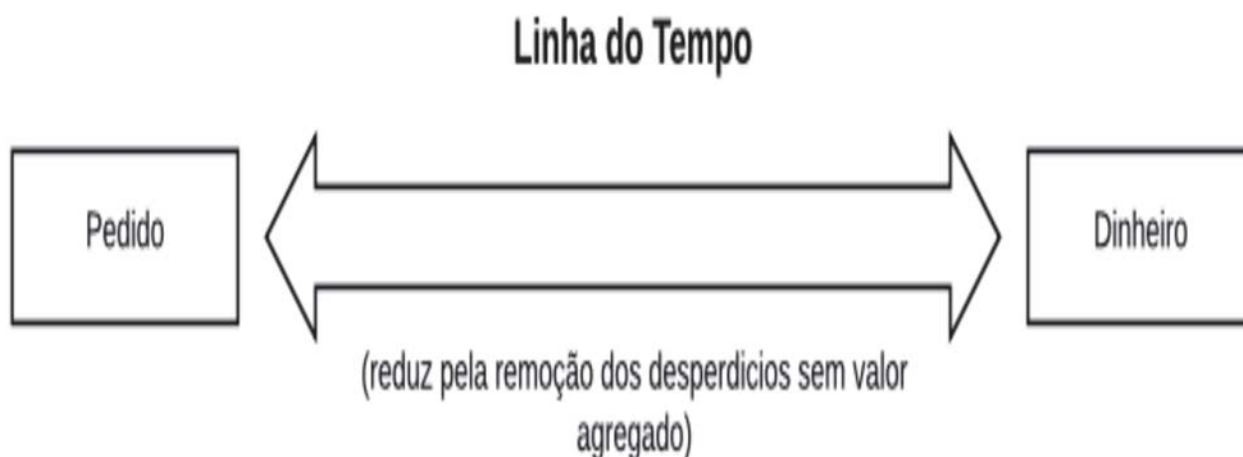 Linha do Tempo
Pedido
Dinheiro
(reduz pela remoção dos desperdicios sem valor
agregado)